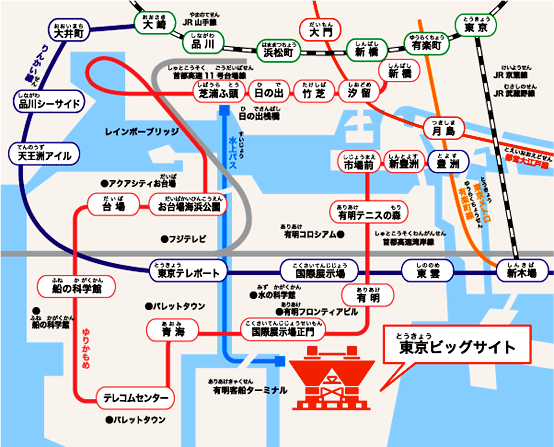 おおいまち
大井町
おおさき
大崎
やまのてせん
JR 山手線
しながわ
品川
はままつちょう
浜松町
だいもん
大門
しんばし
新橋
ゆうらくちょう
有楽町
とうきょう
東京
りんかい線
しゅとこうそく ごうだいばせん
首都高速11号台場線
しばうら とう
芝浦ふ頭
ひ で
日の出
たけしば
竹芝
しおどめ
汐留
しんばし
新橋
けいようせん
JR 京葉線
むさしのせん
JR 武蔵野線
しながわ
品川シーサイド
ひ で さんばし
日の出桟橋
つきしま
月島
レインボーブリッジ
すいじょう
水上バス
てんのうず
天王洲アイル
しじょうまえ
市場前
しんとよす
新豊洲
とよす
豊洲
とえいおおえどせん
都営大江戸線
だいば
●アクアシティお台場
とうきょう
東京メトロ
ゆうらくちょうせん
有楽町線
だいば
台場
だいばかいひんこうえん
お台場海浜公園
ありあけ もり
有明テニスの森
●フジテレビ
ありあけ
有明コロシアム●
しゅとこうそくわんがんせん
首都高速湾岸線
とうきょう
東京テレポート
こくさいてんじじょう
国際展示場
しののめ
東雲
しんきば
新木場
ふね かがくかん
船の科学館
みず かがくかん
●水の科学館
ありあけ
有明
●パレットタウン
ありあけ
●有明フロンティアビル
●
ふね かがくかん
船の科学館
ゆりかもめ
あおみ
青海
こくさいてんじじょうせいもん
国際展示場正門
とうきょう
東京ビッグサイト
ありあけきゃくせん
有明客船ターミナル
テレコムセンター
●パレットタウン